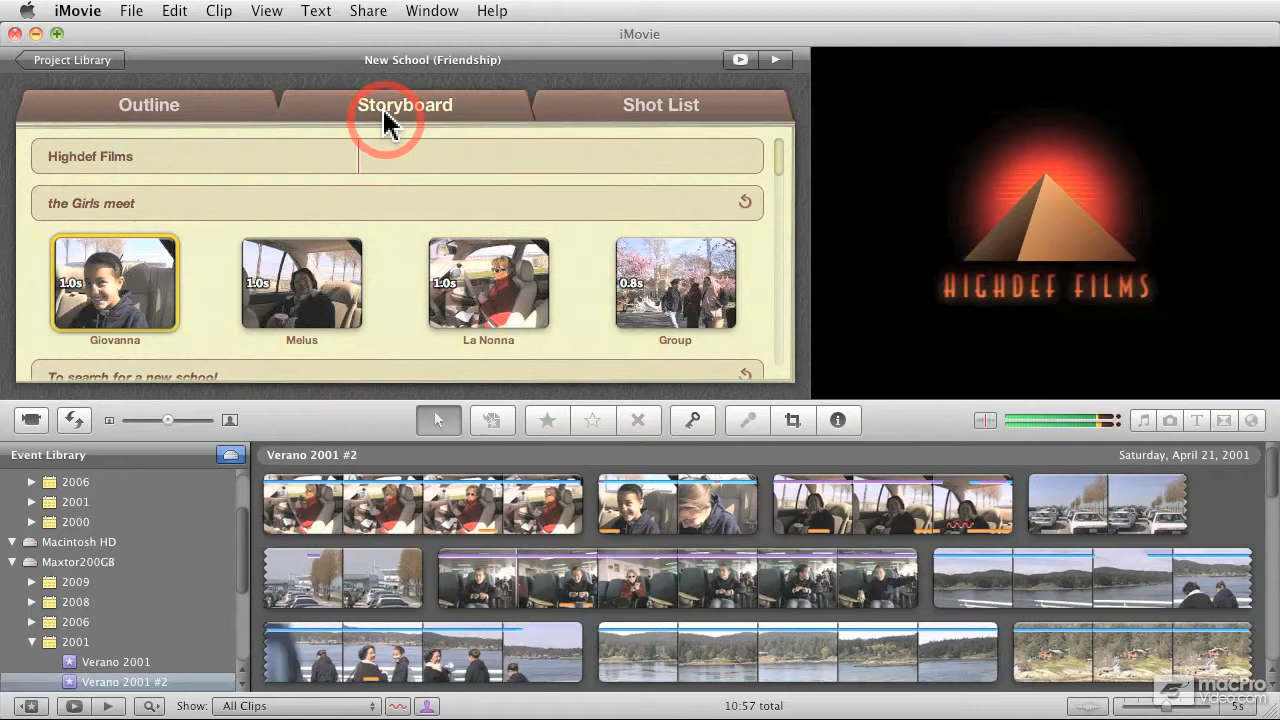 iMovie File Edit Clip View Text Share Window Help
iMovie
Project Library
New School (Friendship)
Outline
Storyboard
Shot List
Highdef Films
the Girls meet
1.0s
1.0s
1.0s
0.8s
Giovanna
Melus
La Nonna
Group
To search for a new school
HIGHDEF FILMS
Event Library
Verano 2001 #2
Saturday, April 21, 2001
2006
2001
2000
Macintosh HD
Maxtor200GB
2009
2008
2006
2001
Verano 2001
Verano 2001 #2
Show: All Clips
10:57 total
5s
macPro
Video.com